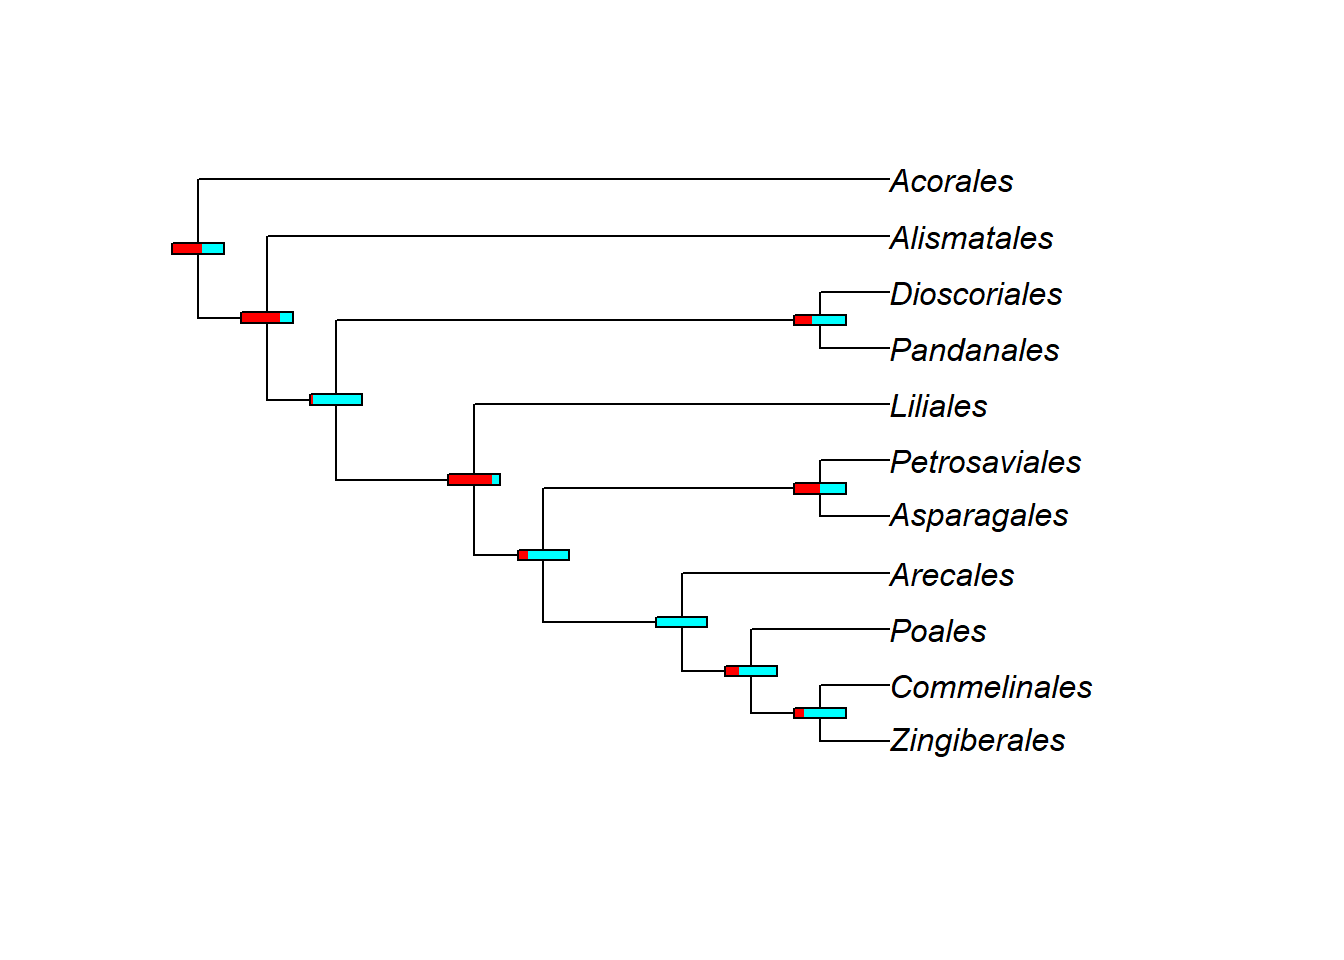 Acorales
Alismatales
Dioscoriales
Pandanales
Liliales
Petrosaviales
Asparagales
Arecales
Poales
Commelinales
Zingiberales